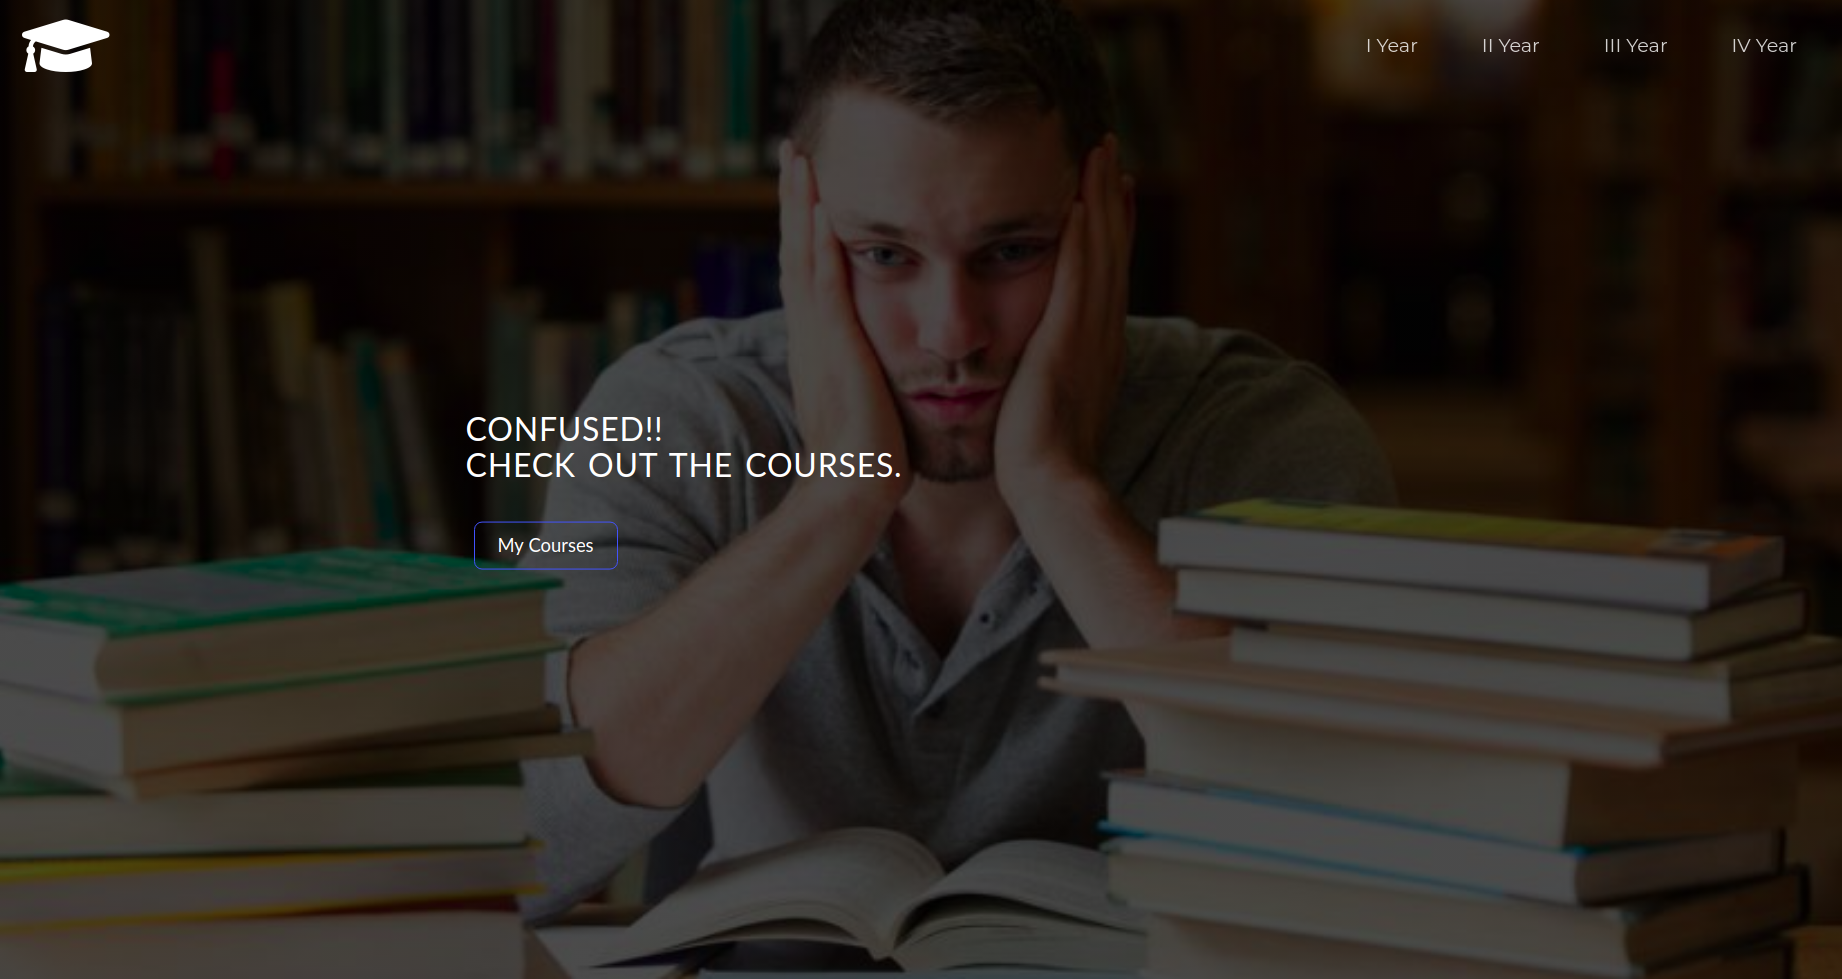 I Year II Year III Year IV Year
CONFUSED!!
CHECK OUT THE COURSES.
My Courses